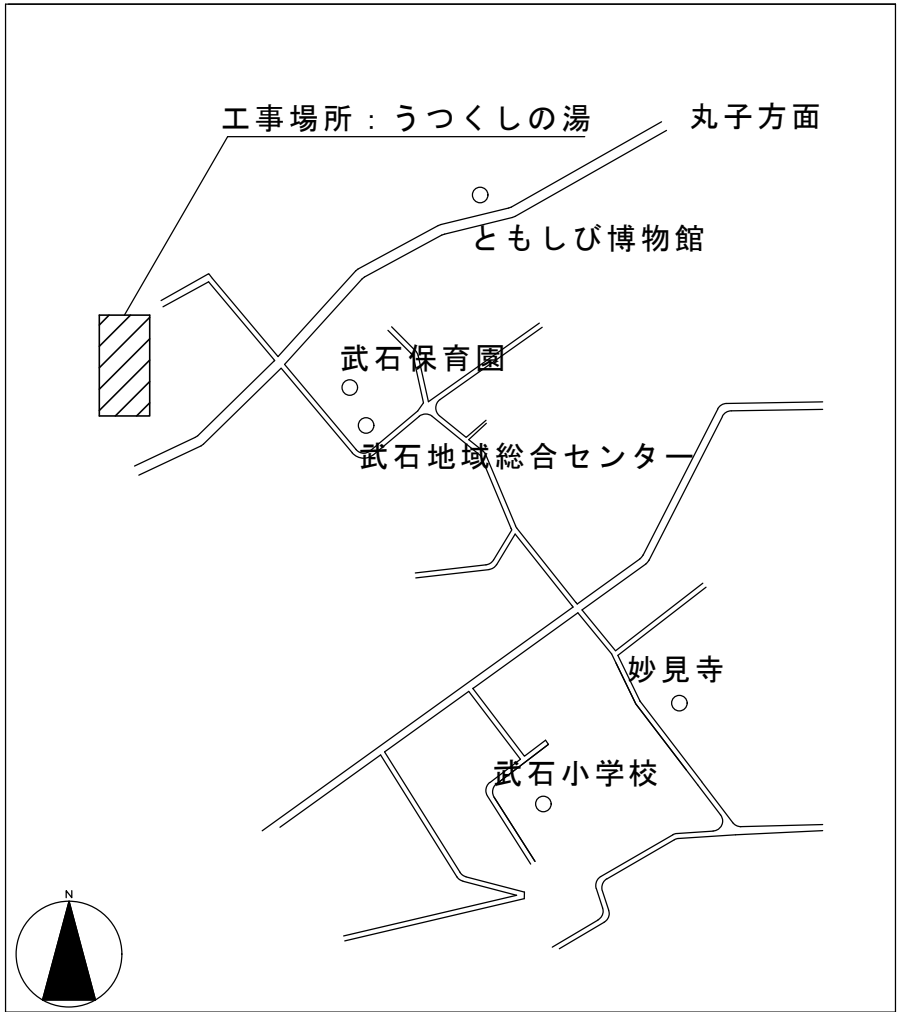 工事場所：うつくしの湯
丸子方面
ともしび博物館
武石保育園
武石地域総合センター
妙見寺
武石小学校
N